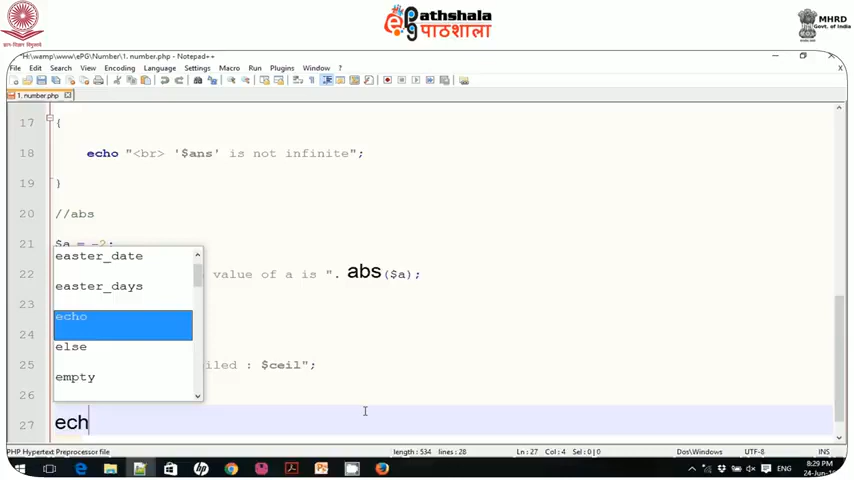 Pathshala
पाठशाला
MHRD
Govt. of India
H:\wamp\www\ePG\Number\1. number.php - Notepad++
File Edit Search View Encoding Language Settings Macro Run Plugins Window ?
1. number.php
17 {
18 echo "<br> '$ans' is not infinite";
19 }
20 //abs
21 $a = -2;
easter_date
22 value of a is ". abs($a);
easter_days
23
echo
24
else
25 iled : $ceil";
empty
26
27 ech
PHP Hypertext Preprocessor file length : 534 lines : 28 Ln : 27 Col : 4 Sel : 0 | 0 Dos\Windows UTF-8 INS
ENG
8:29 PM